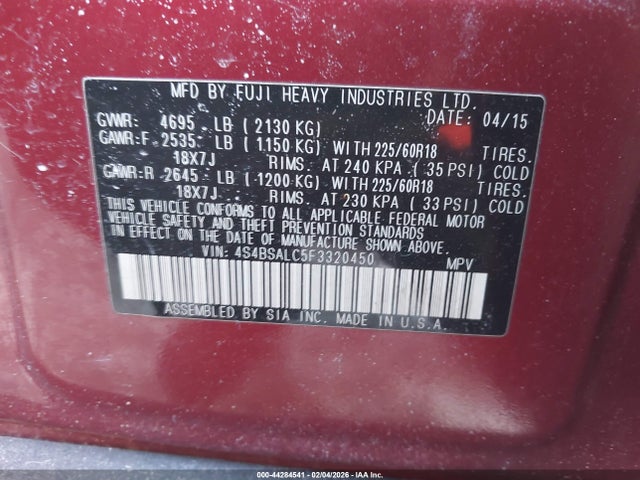 MFD BY FUJI HEAVY INDUSTRIES LTD.
DATE: 04/15
GVWR: 4695 LB (2130 KG)
GAWR:F 2535 LB (1150 KG) WITH 225/60R18 TIRES.
18X7J RIMS. AT 240 KPA (35 PSI) COLD
GAWR:R 2645 LB (1200 KG) WITH 225/60R18 TIRES.
18X7J RIMS. AT 230 KPA (33 PSI) COLD
THIS VEHICLE CONFORMS TO ALL APPLICABLE FEDERAL MOTOR
VEHICLE SAFETY AND THEFT PREVENTION STANDARDS
IN EFFECT ON THE DATE OF MANUFACTURE SHOWN ABOVE.
VIN: 4S4BSALC5F3320450 MPV
ASSEMBLED BY SIA INC. MADE IN U.S.A.
000-44284541 - 02/04/2026 - IAA Inc.